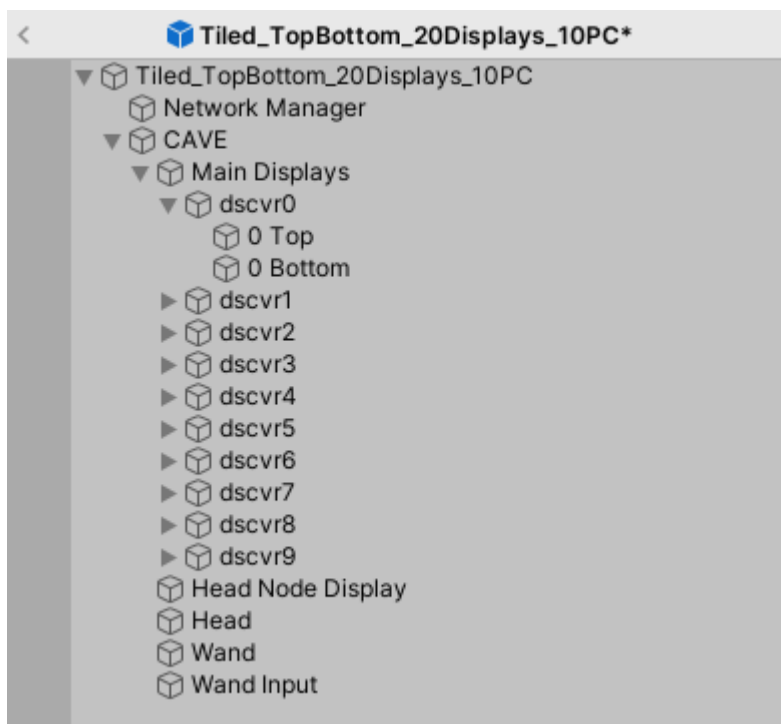 Tiled_TopBottom_20Displays_10PC*
Tiled_TopBottom_20Displays_10PC
Network Manager
CAVE
Main Displays
dscvr0
0 Top
0 Bottom
dscvr1
dscvr2
dscvr3
dscvr4
dscvr5
dscvr6
dscvr7
dscvr8
dscvr9
Head Node Display
Head
Wand
Wand Input